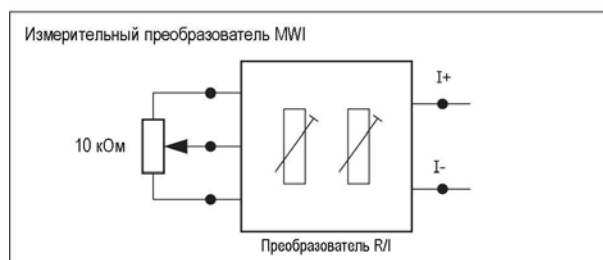 Измерительный преобразователь MWI
I+
10 кОм
I-
Преобразователь R/I